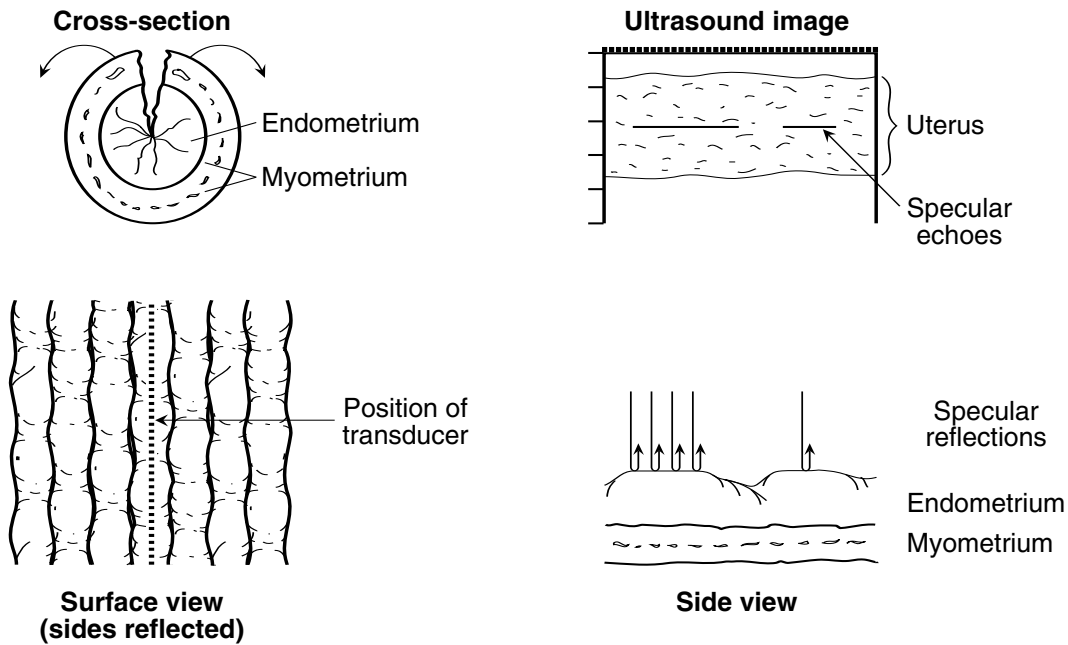 Cross-section
Endometrium
Myometrium
Ultrasound image
Uterus
Specular
echoes
Position of
transducer
Surface view
(sides reflected)
Specular
reflections
Endometrium
Myometrium
Side view